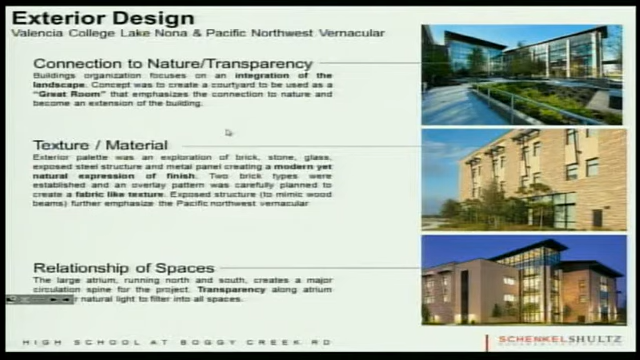 Exterior Design
Valencia College Lake Nona & Pacific Northwest Vernacular
Connection to Nature/Transparency
Buildings organization focuses on an integration of the
landscape. Concept was to create a courtyard to be used as a
"Great Room" that emphasizes the connection to nature and
become an extension of the building.
Texture / Material
Exterior palette was an exploration of brick, stone, glass,
exposed steel structure and metal panel creating a modern yet
natural expression of finish. Two brick types were
established and an overlay pattern was carefully planned to
create a fabric like texture. Exposed structure (to mimic wood
beams) further emphasize the Pacific northwest vernacular
Relationship of Spaces
The large atrium, running north and south, creates a major
circulation spine for the project. Transparency along atrium
natural light to filter into all spaces.
HIGH SCHOOL AT BOGGY CREEK RD
SCHENKELSHULTZ